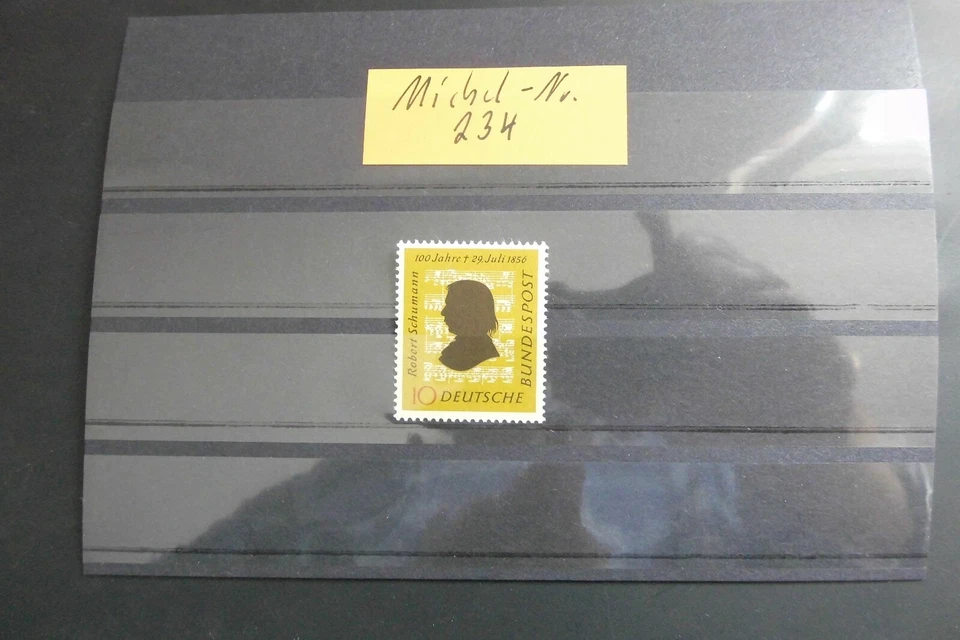 Michel-Nr.
234
100 Jahre † 29. Juli 1856
Robert Schumann
BUNDESPOST
10 DEUTSCHE